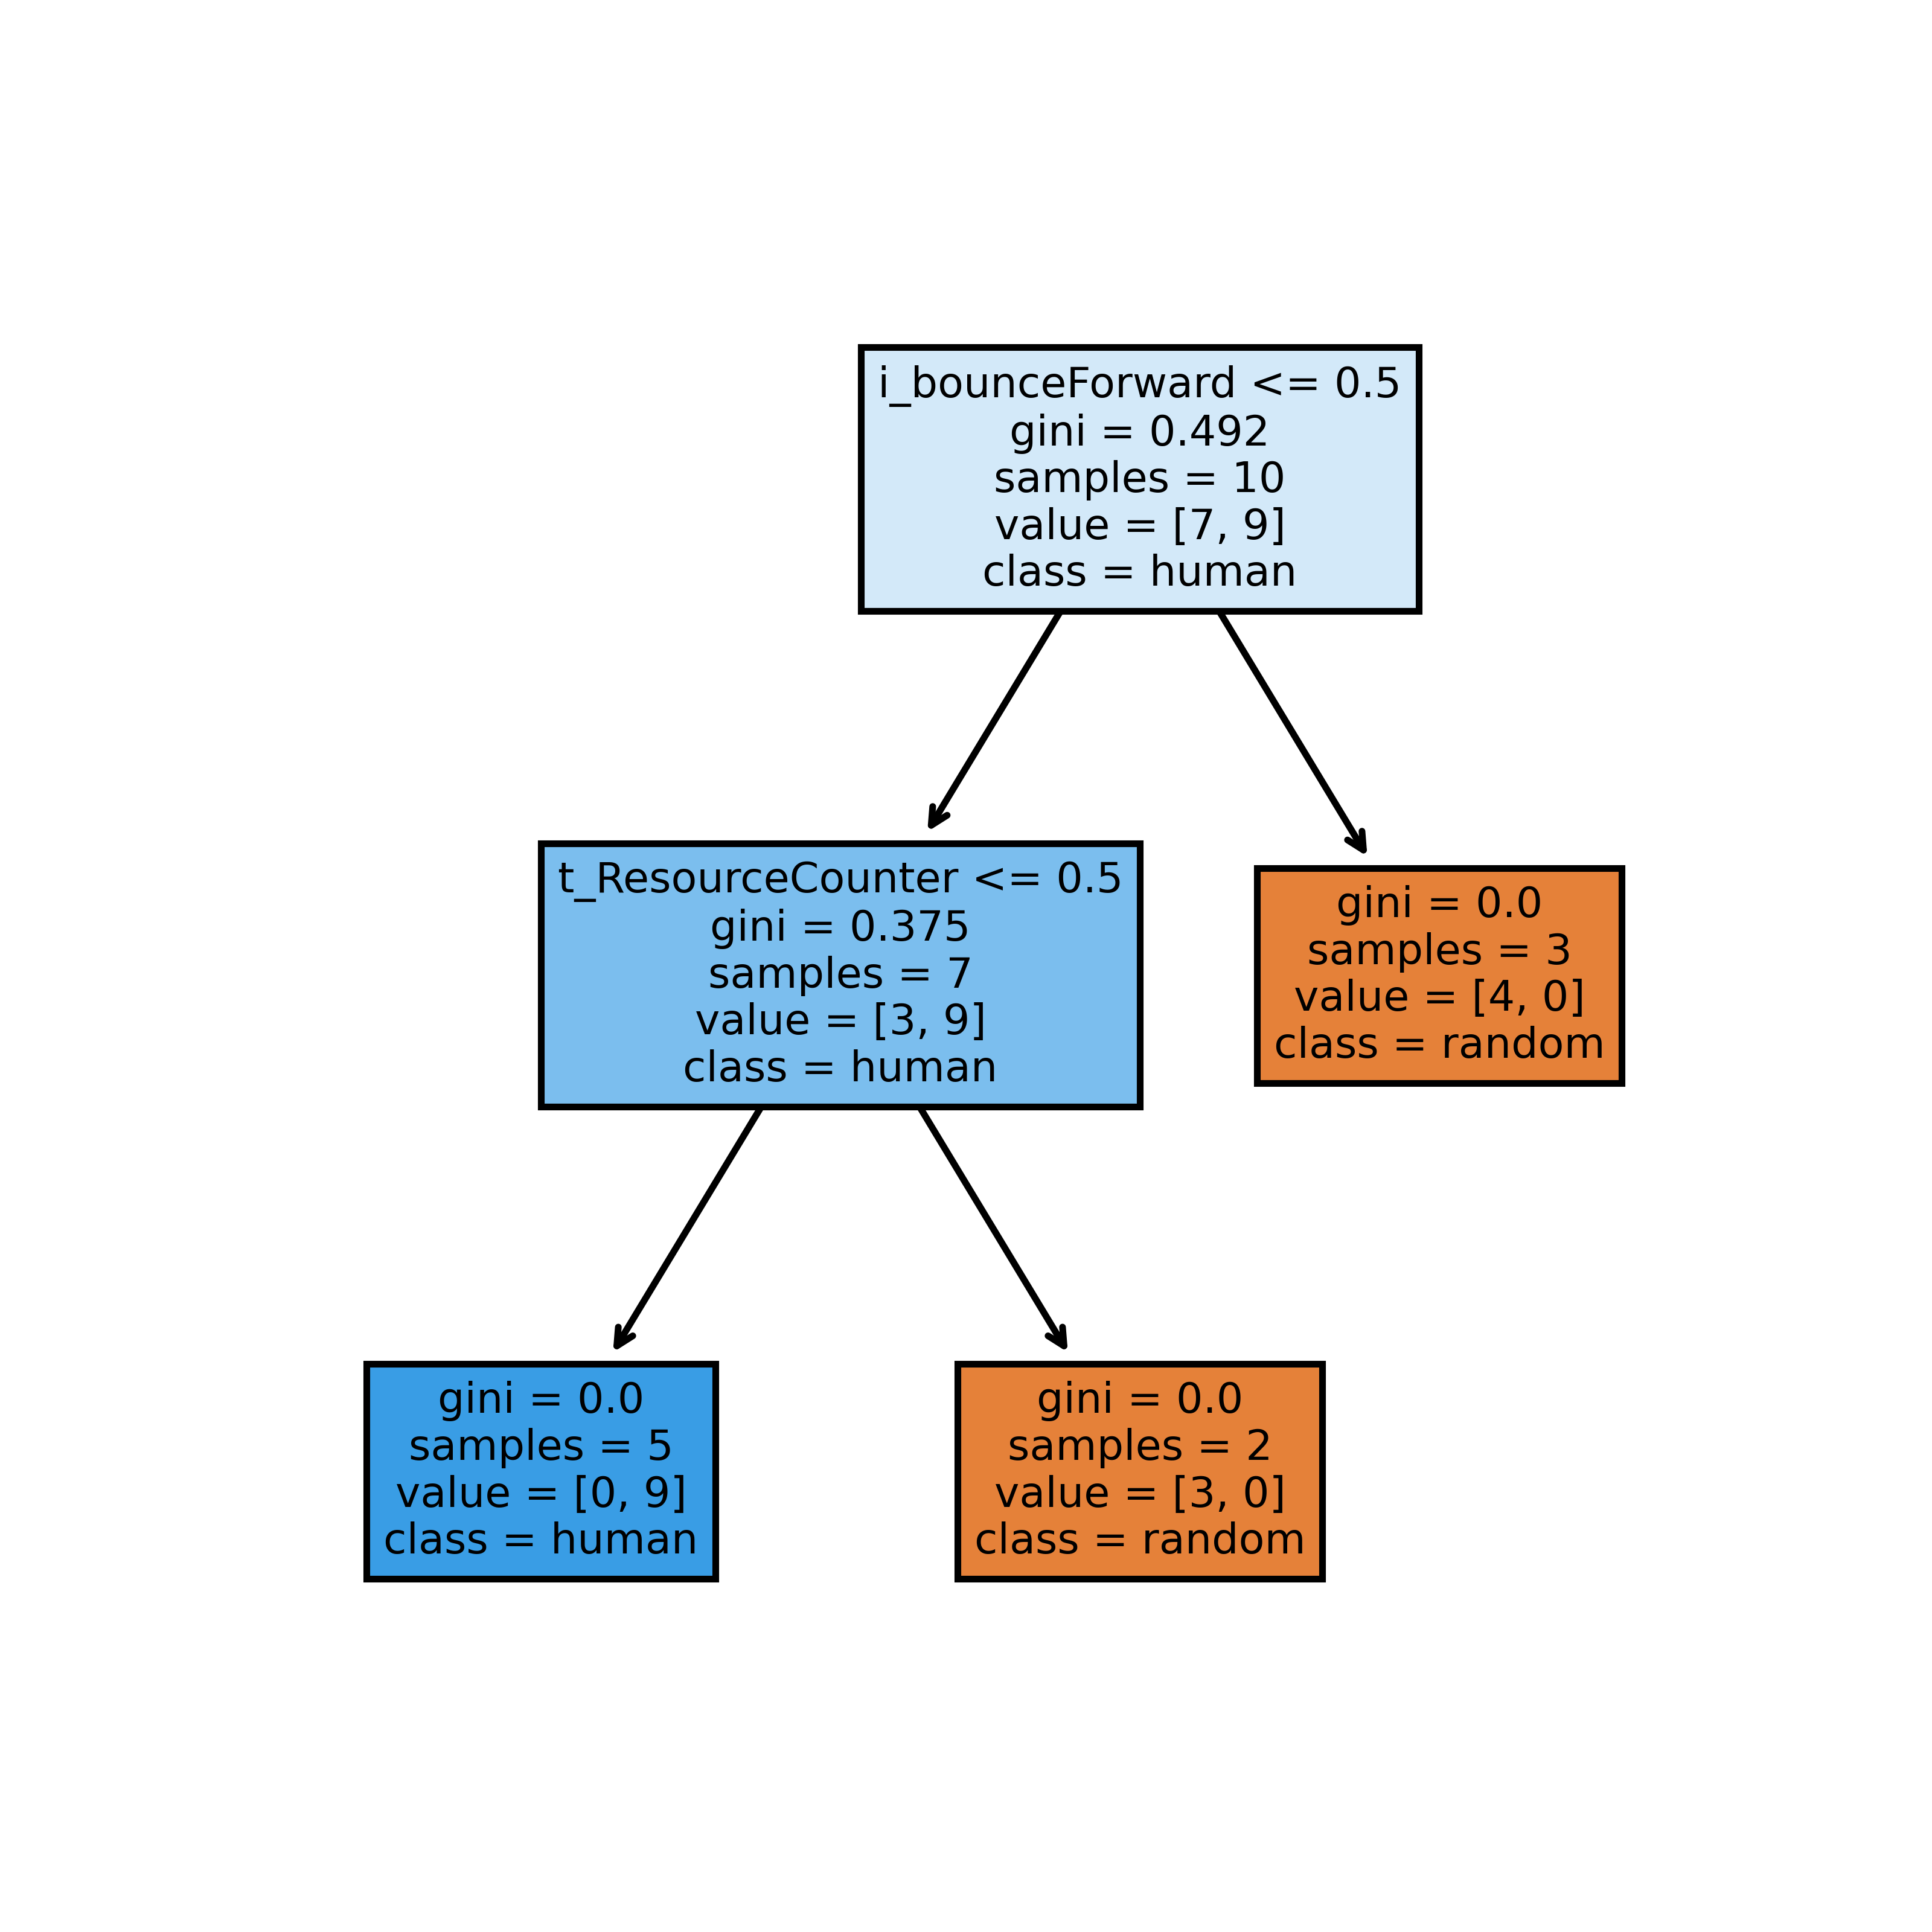 i_bounceForward <= 0.5
gini = 0.492
samples = 10
value = [7, 9]
class = human
t_ResourceCounter <= 0.5
gini = 0.375
samples = 7
value = [3, 9]
class = human
gini = 0.0
samples = 3
value = [4, 0]
class = random
gini = 0.0
samples = 5
value = [0, 9]
class = human
gini = 0.0
samples = 2
value = [3, 0]
class = random